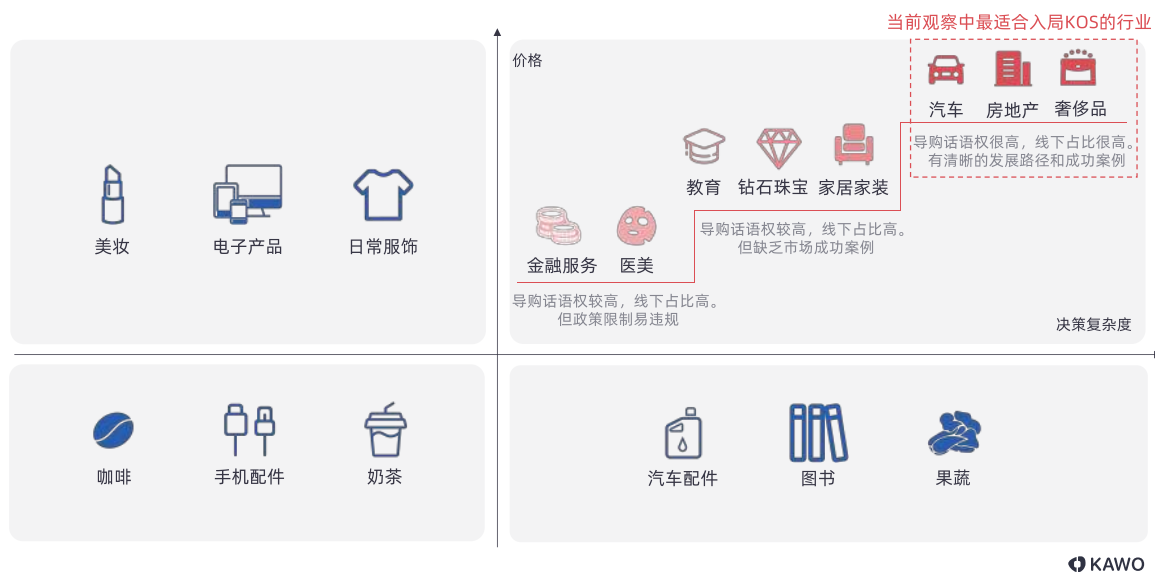 当前观察中最适合入局KOS的行业
价格
汽车 房地产 奢侈品
导购话语权很高，线下占比很高。
有清晰的发展路径和成功案例
教育 钻石珠宝 家居家装
导购话语权较高，线下占比高。
但缺乏市场成功案例
金融服务 医美
导购话语权较高，线下占比高。
但政策限制易违规
决策复杂度
美妆 电子产品 日常服饰
咖啡 手机配件 奶茶
汽车配件 图书 果蔬
KAWO